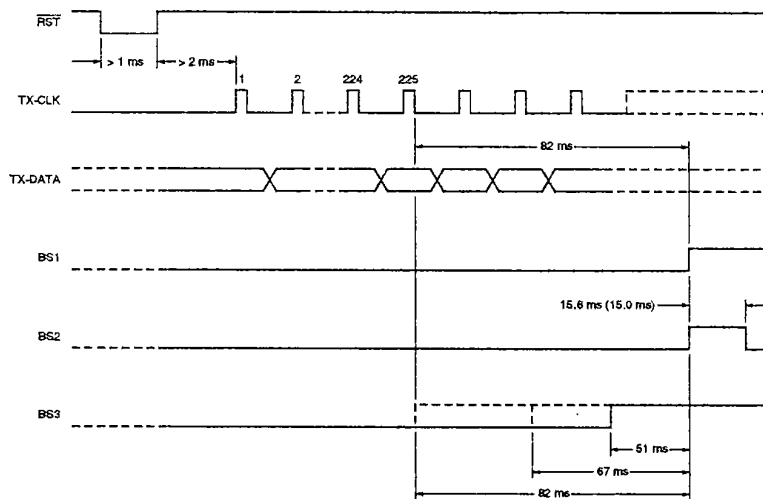 RST
> 1 ms
> 2 ms
1 2 224 225
TX-CLK
82 ms
TX-DATA
BS1
15.6 ms (15.0 ms)
BS2
BS3
51 ms
67 ms
82 ms